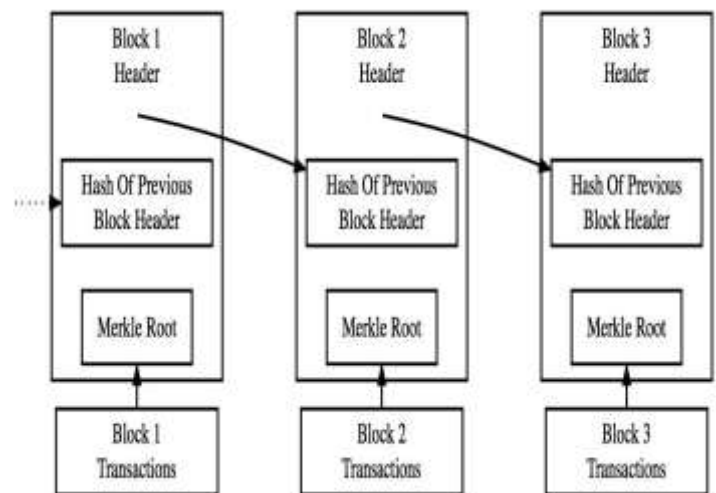 Block 1
Header
Hash Of Previous
Block Header
Merkle Root
Block 1
Transactions
Block 2
Header
Hash Of Previous
Block Header
Merkle Root
Block 2
Transactions
Block 3
Header
Hash Of Previous
Block Header
Merkle Root
Block 3
Transactions